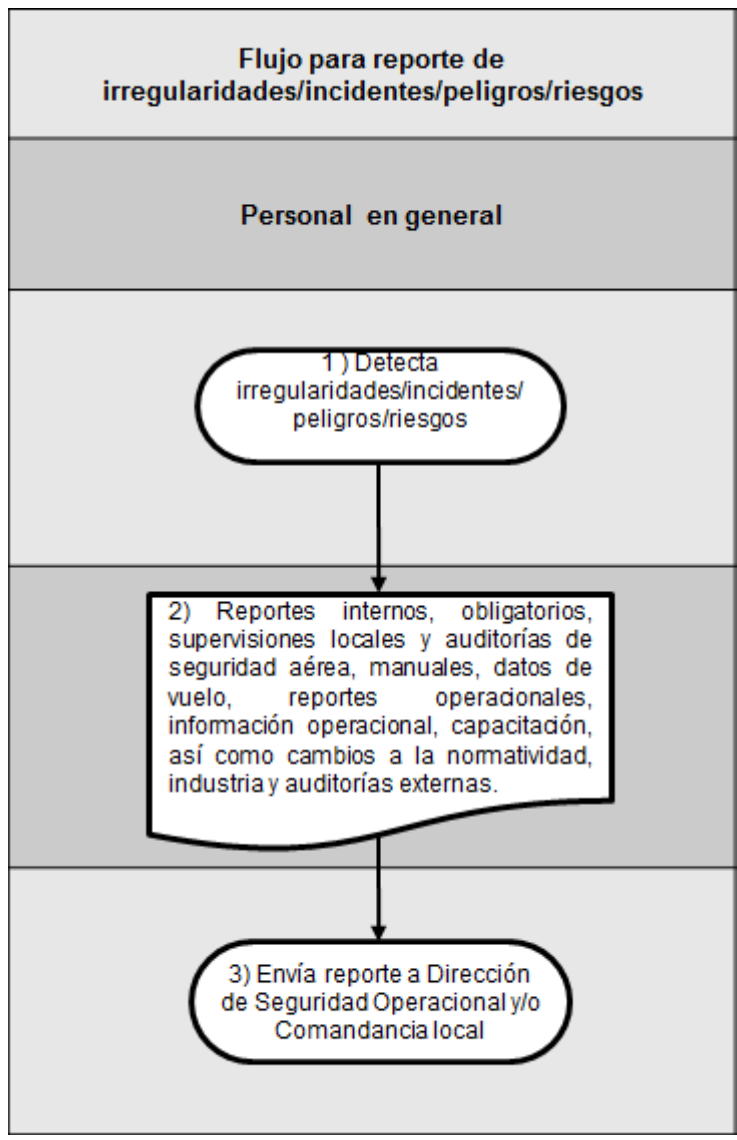 Flujo para reporte de
irregularidades/incidentes/peligros/riesgos
Personal en general
1 ) Detecta
irregularidades/incidentes/
peligros/riesgos
2) Reportes internos, obligatorios,
supervisiones locales y auditorías de
seguridad aérea, manuales, datos de
vuelo, reportes operacionales,
información operacional, capacitación,
así como cambios a la normatividad,
industria y auditorías externas.
3) Envía reporte a Dirección
de Seguridad Operacional y/o
Comandancia local